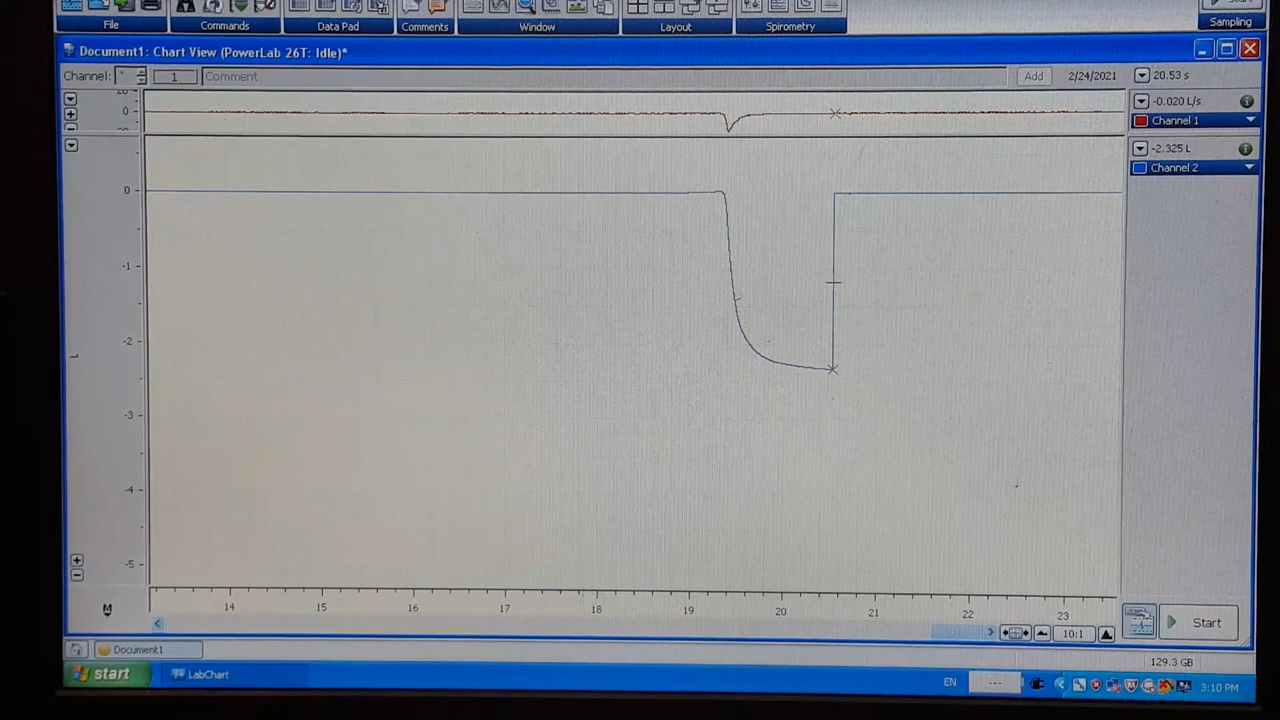 File Commands Data Pad Comments Window Layout Spirometry Sampling
Document1: Chart View (PowerLab 26T: Idle)*
Channel: * 1 Comment Add 2/24/2021 20.53 s
0
-0.020 L/s
Channel 1
-2.325 L
Channel 2
0
-1
-2
L
-3
-4
-5
14 15 16 17 18 19 20 21 22 23
M
10:1 Start
Document1
129.3 GB
start LabChart EN --- 3:10 PM